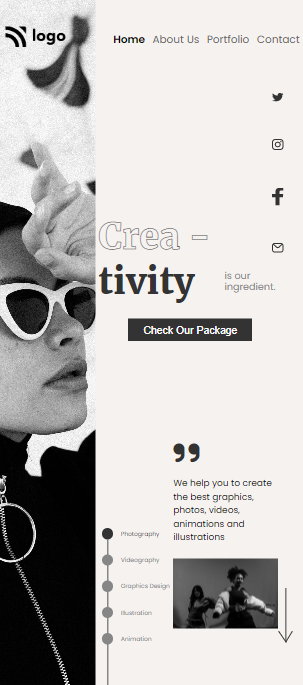 logo
Home About Us Portfolio Contact
Crea -
tivity
is our
ingredient.
Check Our Package
We help you to create
the best graphics,
photos, videos,
animations and
illustrations
Photography
Videography
Graphics Design
Illustration
Animation